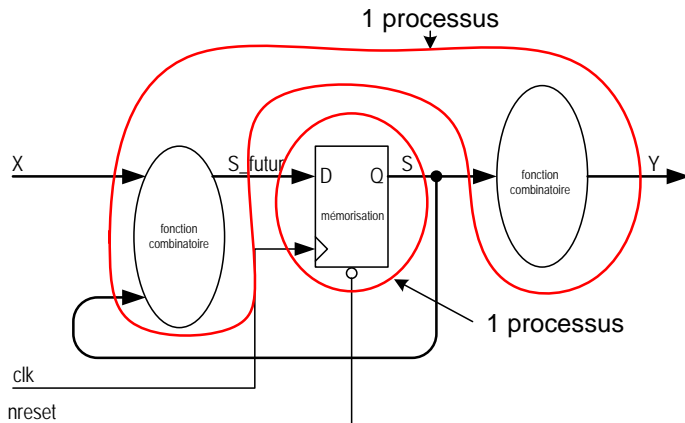 1 processus
X
S_futur
S
Y
D
Q
fonction
combinatoire
mémorisation
fonction
combinatoire
1 processus
clk
nreset